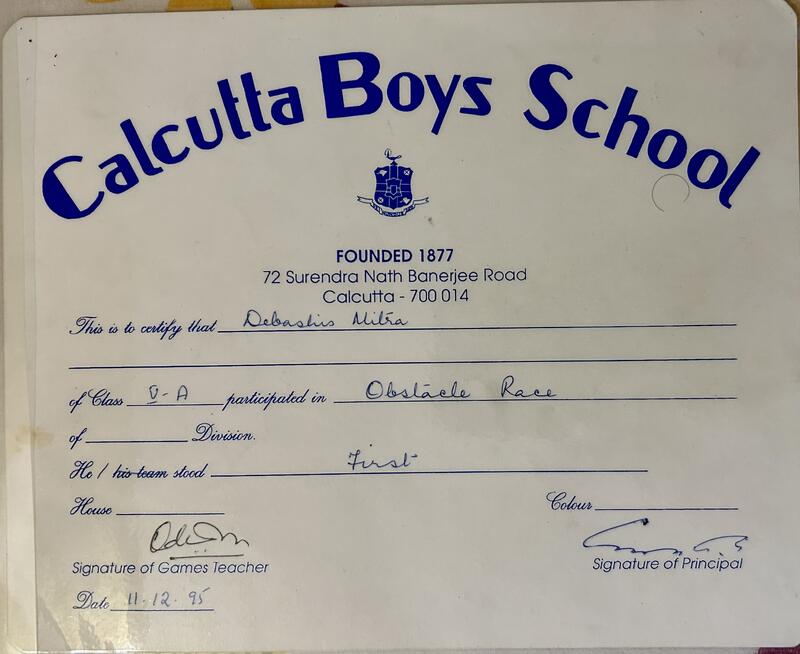 Calcutta Boys School
FOUNDED 1877
72 Surendra Nath Banerjee Road
Calcutta - 700 014
This is to certify that Debashis Mitra
of Class V-A participated in Obstacle Race
of Division.
He / his team stood First
House Colour
Signature of Games Teacher Signature of Principal
Date 11.12.95